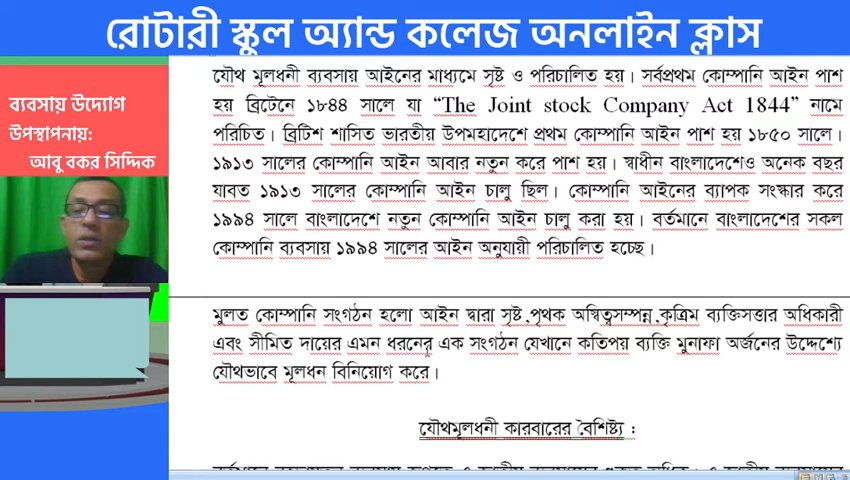 রোটারী স্কুল অ্যান্ড কলেজ অনলাইন ক্লাস
ব্যবসায় উদ্যোগ
উপস্থাপনায়:
আবু বকর সিদ্দিক
যৌথ মূলধনী ব্যবসায় আইনের মাধ্যমে সৃষ্ট ও পরিচালিত হয়। সর্বপ্রথম কোম্পানি আইন পাশ
হয় ব্রিটেনে ১৮৪৪ সালে যা “The Joint stock Company Act 1844” নামে
পরিচিত। ব্রিটিশ শাসিত ভারতীয় উপমহাদেশে প্রথম কোম্পানি আইন পাশ হয় ১৮৫০ সালে।
১৯১৩ সালের কোম্পানি আইন আবার নতুন করে পাশ হয়। স্বাধীন বাংলাদেশেও অনেক বছর
যাবত ১৯১৩ সালের কোম্পানি আইন চালু ছিল। কোম্পানি আইনের ব্যাপক সংস্কার করে
১৯৯৪ সালে বাংলাদেশে নতুন কোম্পানি আইন চালু করা হয়। বর্তমানে বাংলাদেশের সকল
কোম্পানি ব্যবসায় ১৯৯৪ সালের আইন অনুযায়ী পরিচালিত হচ্ছে।
মুলত কোম্পানি সংগঠন হলো আইন দ্বারা সৃষ্ট,পৃথক অস্বিত্বসম্পন্ন,কৃত্রিম ব্যক্তিসত্তার অধিকারী
এবং সীমিত দায়ের এমন ধরনের এক সংগঠন যেখানে কতিপয় ব্যক্তি মুনাফা অর্জনের উদ্দেশ্যে
যৌথভাবে মূলধন বিনিয়োগ করে।
যৌথমূলধনী কারবারের বৈশিষ্ট্য :